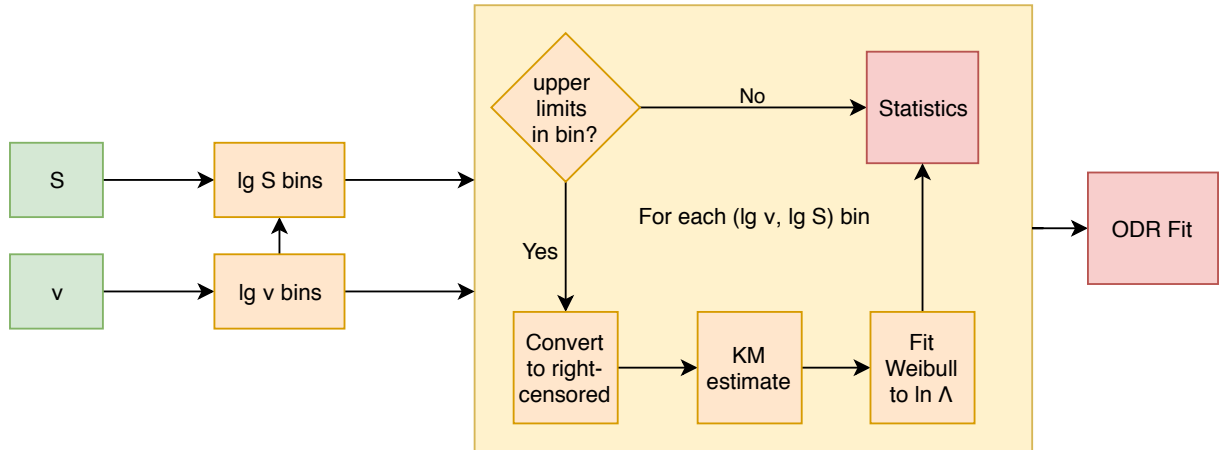 upper
limits
in bin?
No
Statistics
S
lg S bins
For each (lg ν, lg S) bin
ODR Fit
Yes
ν
lg ν bins
Convert
to right-
censored
KM
estimate
Fit
Weibull
to ln Λ